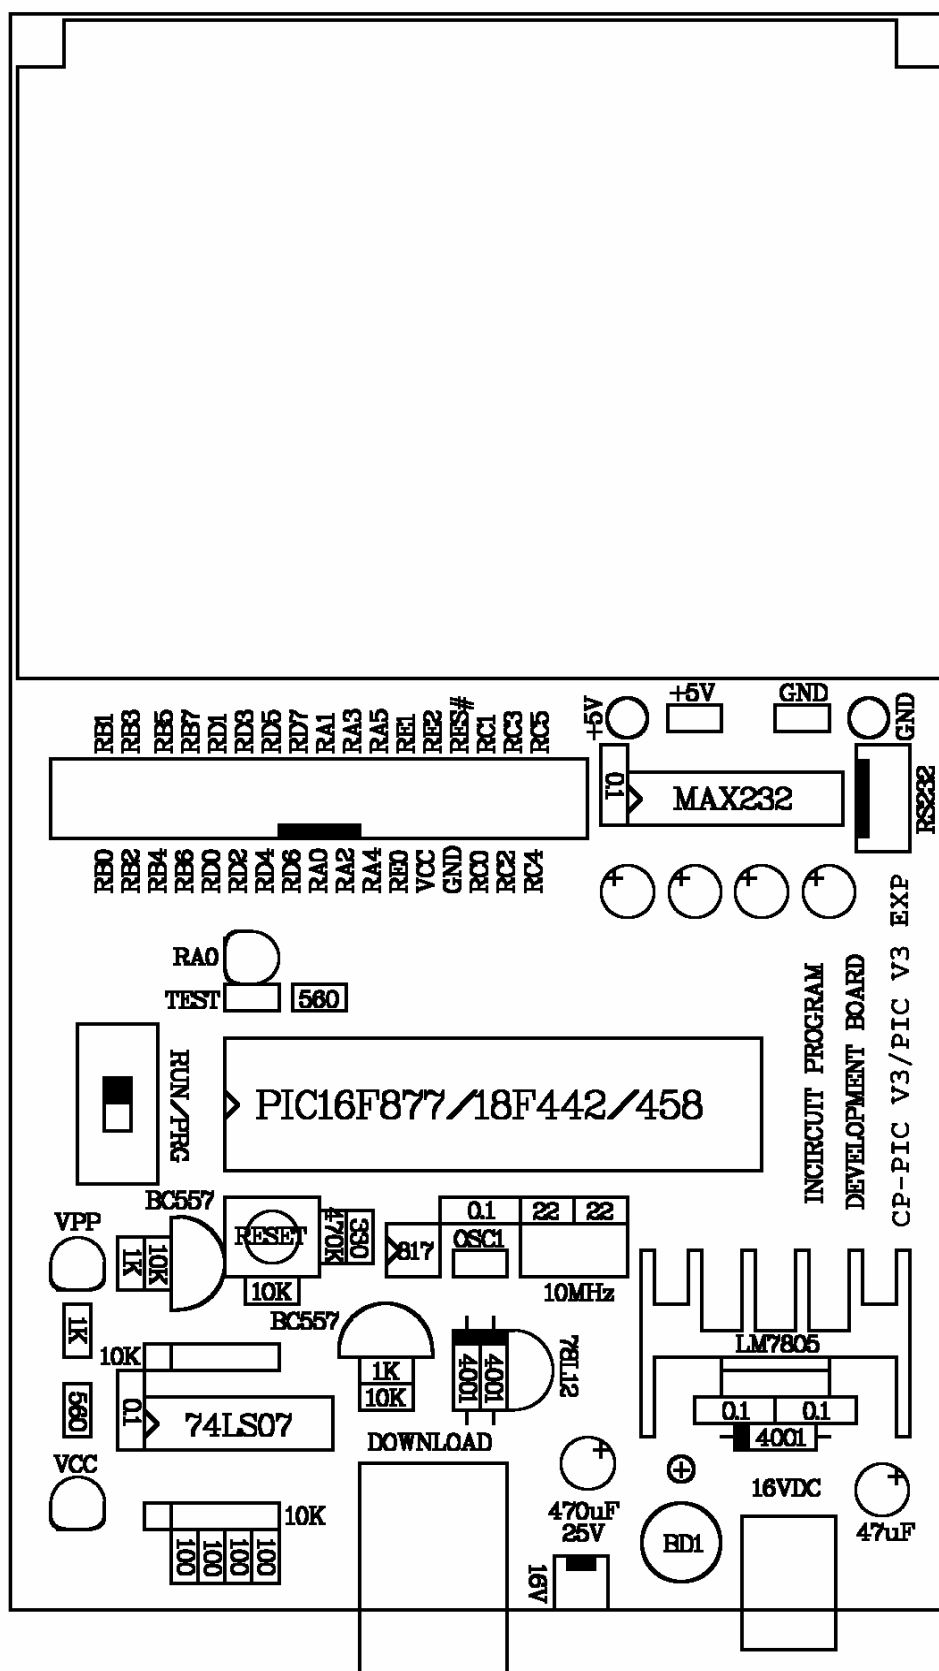 +5V
+5V
GND
GND
RB1
RB3
RB5
RB7
RD1
RD3
RD5
RD7
RA1
RA3
RA5
RE1
RE2
RES#
RC1
RC3
RC5
0.1
MAX232
RS232
RB0
RB2
RB4
RB6
RD0
RD2
RD4
RD6
RA0
RA2
RA4
RE0
VCC
GND
RC0
RC2
RC4
RA0
TEST
560
INCIRCUIT PROGRAM
DEVELOPMENT BOARD
CP-PIC V3/PIC V3 EXP
RUN/PRG
PIC16F877/18F442/458
BC557
VPP
1K
10K
RESET
470K
330
10K
817
0.1
22
22
OSC1
10MHz
1K
BC557
1K
10K
4001
4001
78L12
LM7805
0.1
0.1
4001
10K
560
0.1
74LS07
DOWNLOAD
VCC
10K
100
100
100
100
470uF
25V
16V
BD1
16VDC
47uF